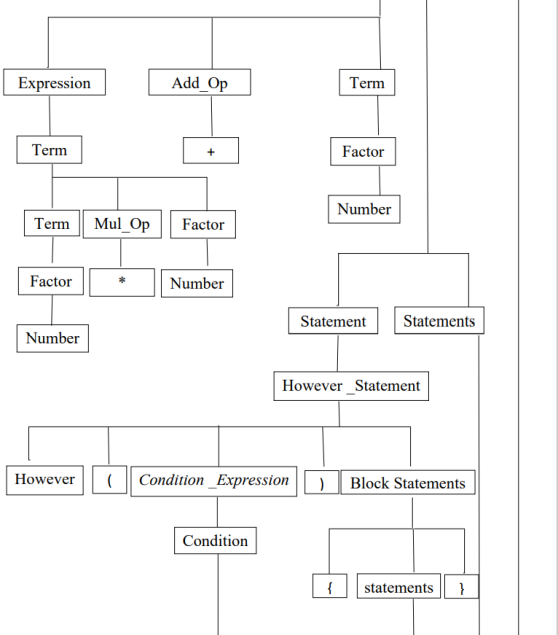 Expression Add_Op Term
Term + Factor
Number
Term Mul_Op Factor
Factor * Number
Statement Statements
Number
However _Statement
However ( Condition _Expression ) Block Statements
Condition
{ statements }